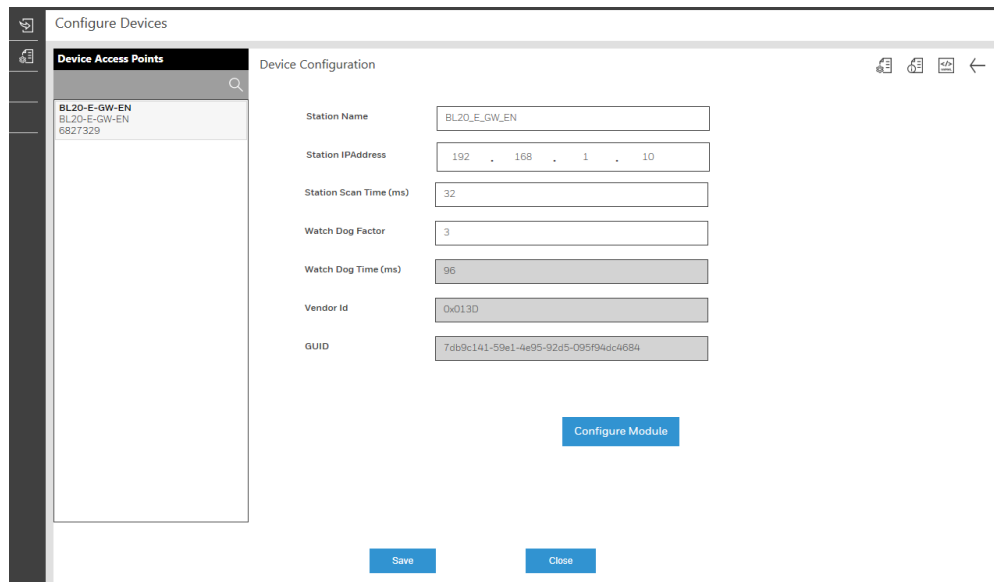 Configure Devices
Device Access Points
BL20-E-GW-EN
BL20-E-GW-EN
6827329
Device Configuration
Station Name
BL20_E_GW_EN
Station IPAddress
192 . 168 . 1 . 10
Station Scan Time (ms)
32
Watch Dog Factor
3
Watch Dog Time (ms)
96
Vendor Id
0x013D
GUID
7db9c141-59e1-4e95-92d5-095f94dc4684
Configure Module
Save
Close